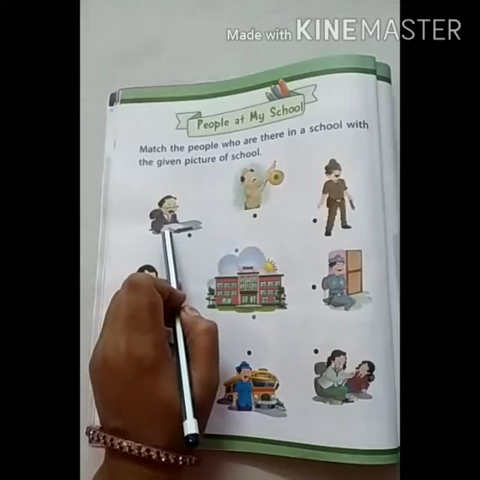 Made with KINEMASTER
People at My School
Match the people who are there in a school with
the given picture of school.